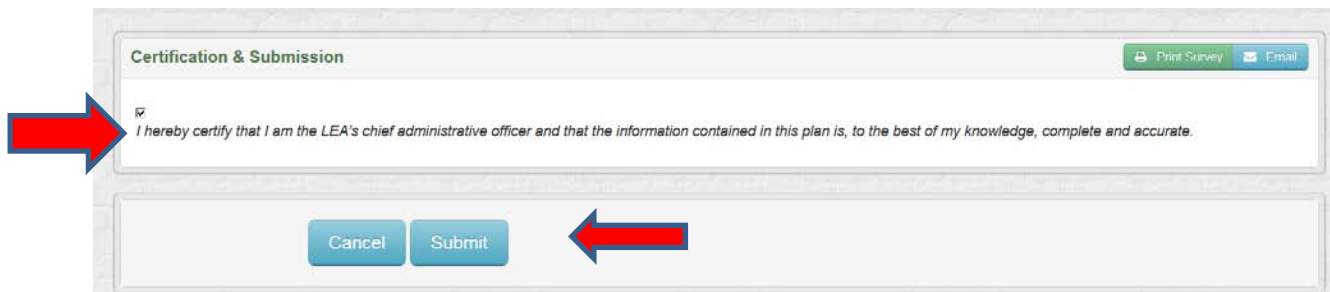 Certification & Submission
Print Survey
Email
I hereby certify that I am the LEA's chief administrative officer and that the information contained in this plan is, to the best of my knowledge, complete and accurate.
Cancel
Submit